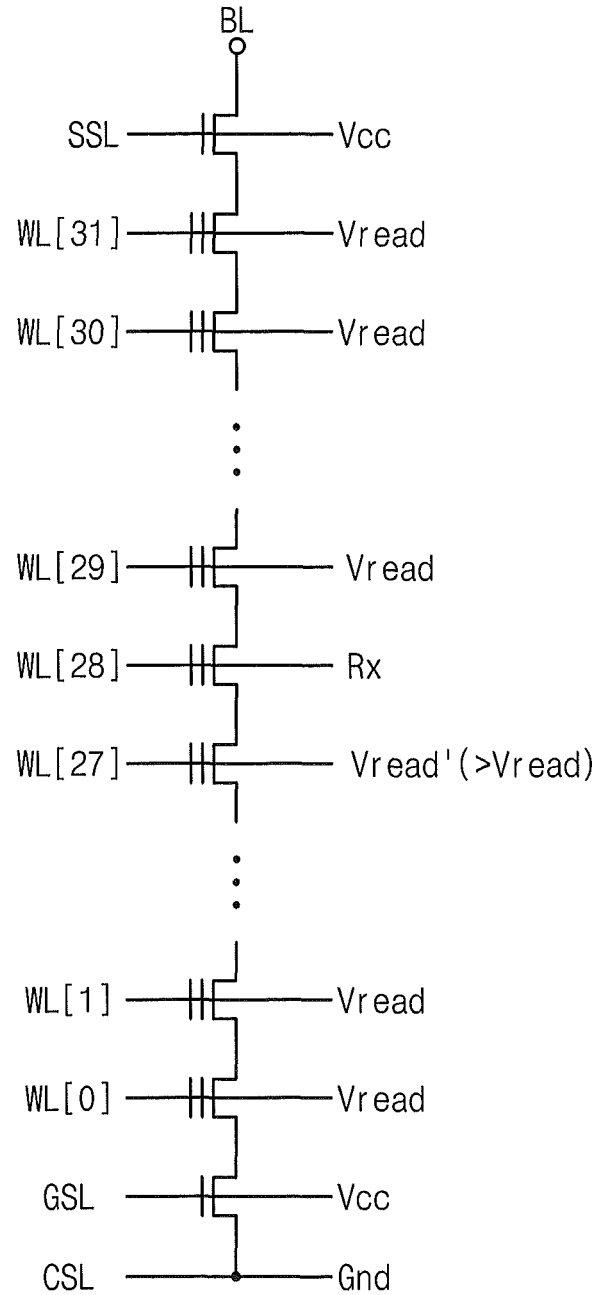 BL
SSL Vcc
WL[31] Vread
WL[30] Vread
WL[29] Vread
WL[28] Rx
WL[27] Vread'(>Vread)
WL[1] Vread
WL[0] Vread
GSL Vcc
CSL Gnd